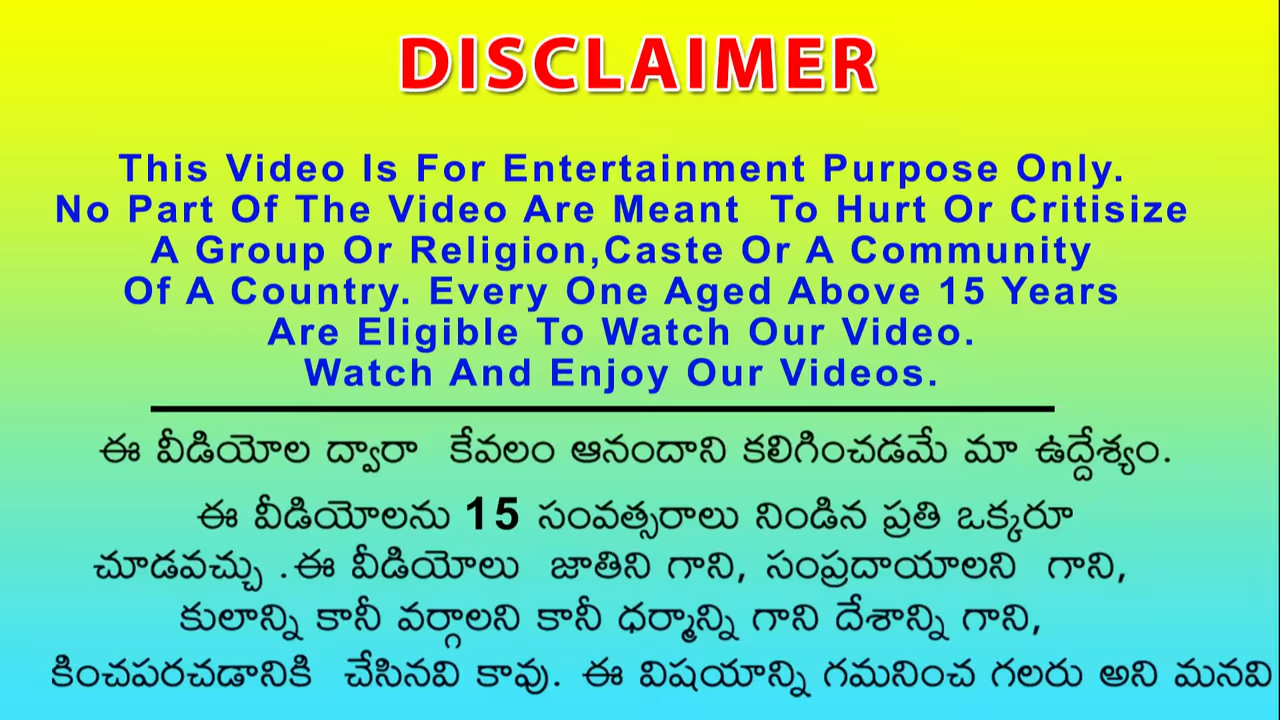 DISCLAIMER
This Video Is For Entertainment Purpose Only.
No Part Of The Video Are Meant To Hurt Or Critisize
A Group Or Religion,Caste Or A Community
Of A Country. Every One Aged Above 15 Years
Are Eligible To Watch Our Video.
Watch And Enjoy Our Videos.
ఈ వీడియోల ద్వారా కేవలం ఆనందాని కలిగించడమే మా ఉద్దేశ్యం.
ఈ వీడియోలను 15 సంవత్సరాలు నిండిన ప్రతి ఒక్కరూ
చూడవచ్చు .ఈ వీడియోలు జాతిని గాని, సంప్రదాయాలని గాని,
కులాన్ని కానీ వర్గాలని కానీ ధర్మాన్ని గాని దేశాన్ని గాని,
కించపరచడానికి చేసినవి కావు. ఈ విషయాన్ని గమనించ గలరు అని మనవి